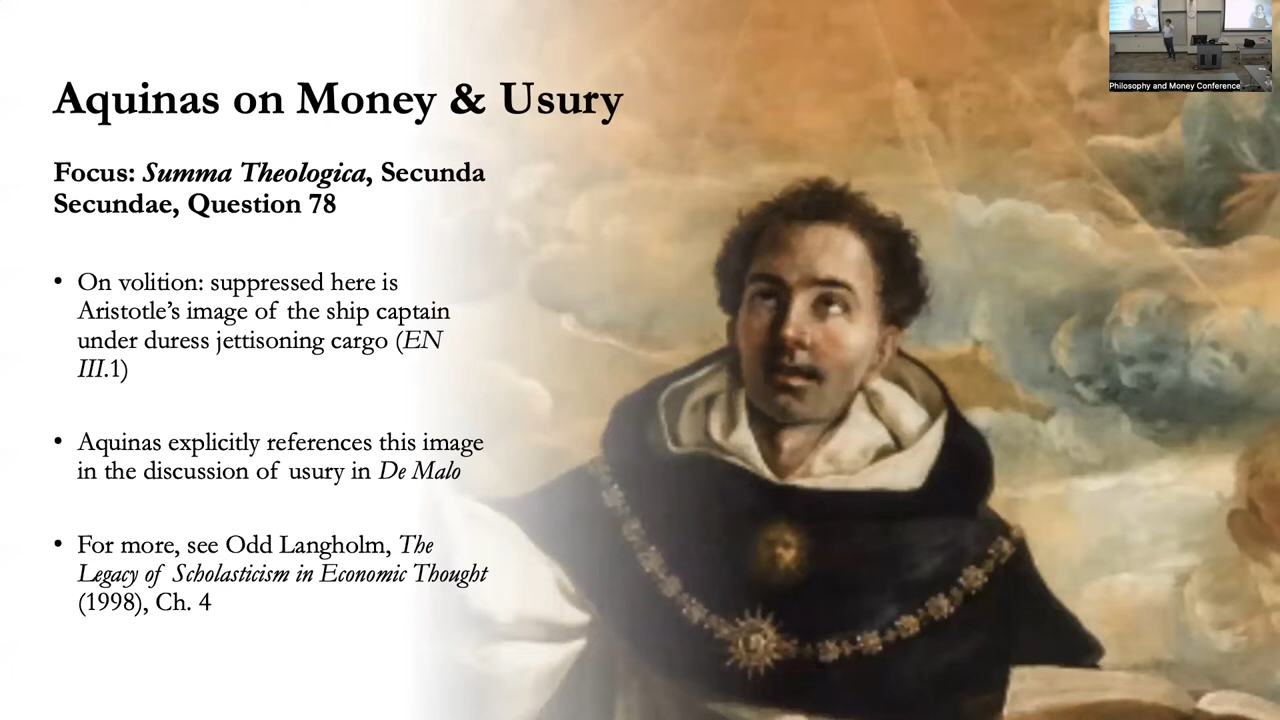 Aquinas on Money & Usury
Focus: Summa Theologica, Secunda
Secundae, Question 78
• On volition: suppressed here is
Aristotle’s image of the ship captain
under duress jettisoning cargo (EN
III.1)
• Aquinas explicitly references this image
in the discussion of usury in De Malo
• For more, see Odd Langholm, The
Legacy of Scholasticism in Economic Thought
(1998), Ch. 4
Philosophy and Money Conference